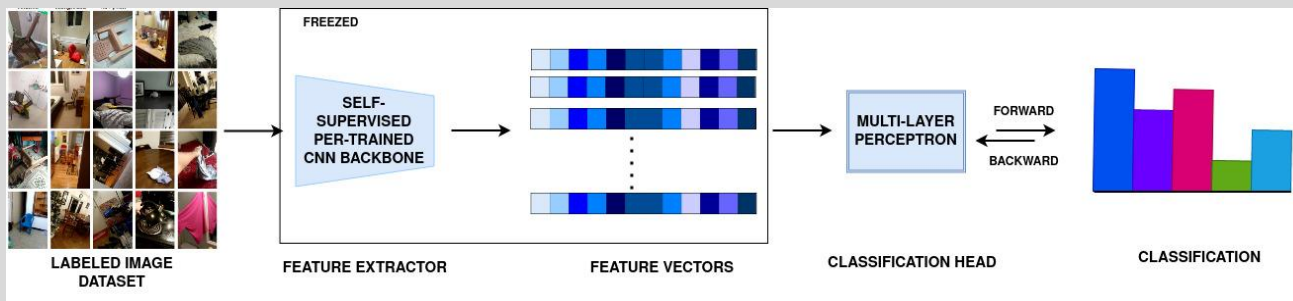 FREEZED
SELF-
SUPERVISED
PER-TRAINED
CNN BACKBONE
MULTI-LAYER
PERCEPTRON
FORWARD
BACKWARD
LABELED IMAGE
DATASET
FEATURE EXTRACTOR
FEATURE VECTORS
CLASSIFICATION HEAD
CLASSIFICATION